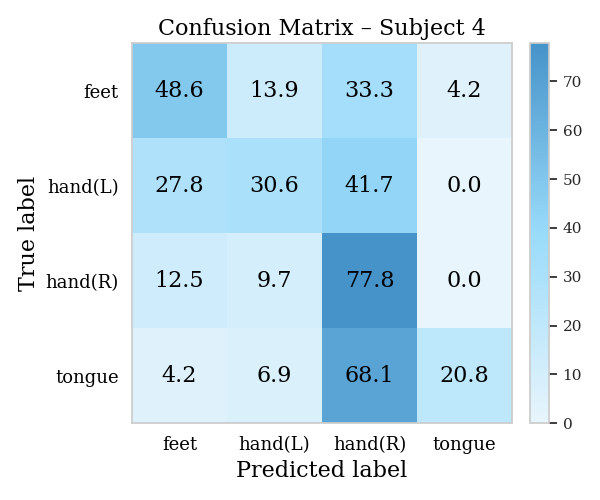 Confusion Matrix – Subject 4
True label
feet 48.6 13.9 33.3 4.2
hand(L) 27.8 30.6 41.7 0.0
hand(R) 12.5 9.7 77.8 0.0
tongue 4.2 6.9 68.1 20.8
feet hand(L) hand(R) tongue
Predicted label
70
60
50
40
30
20
10
0